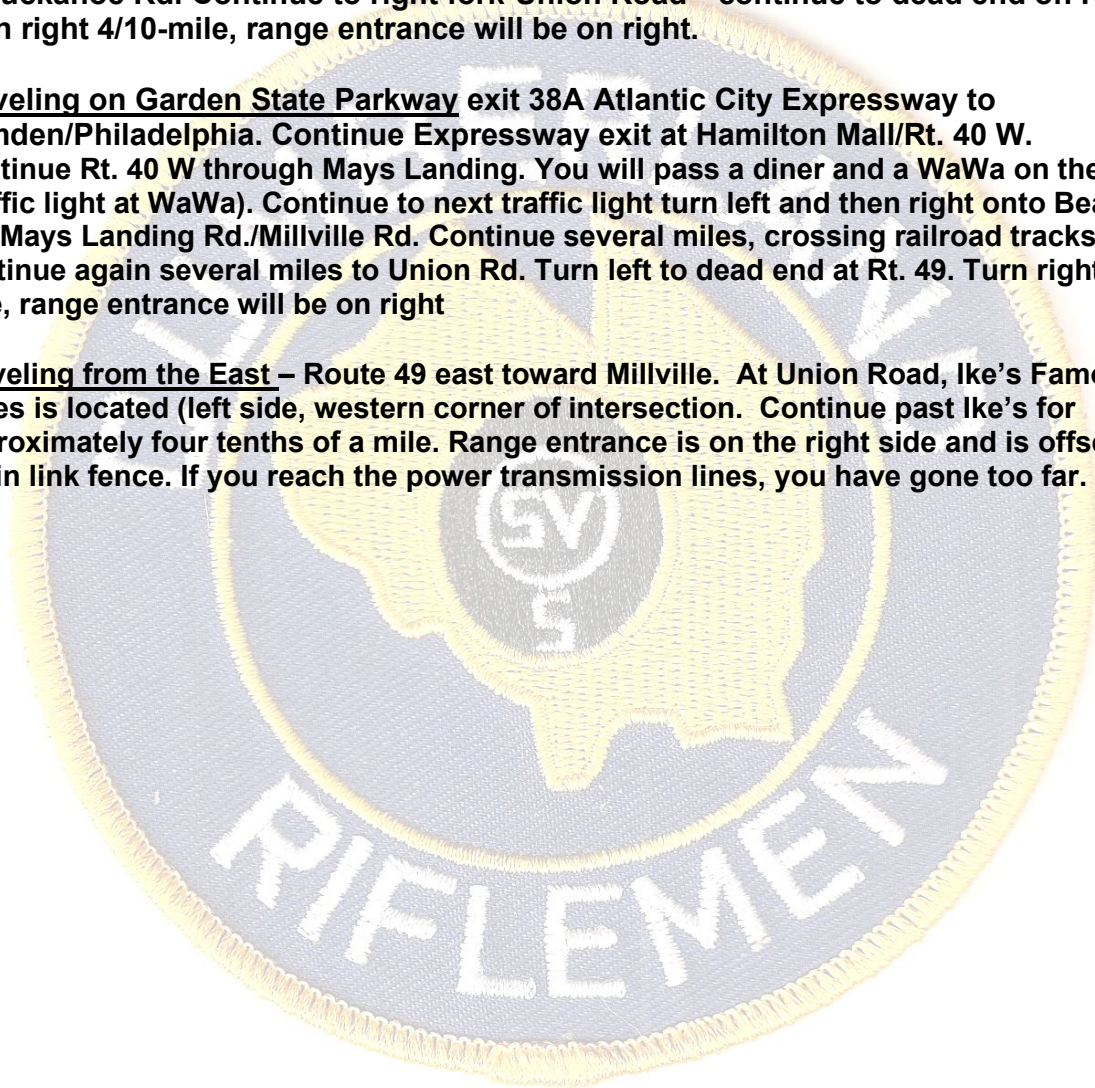 right fork Union Road – continue to dead end on
right 4/10-mile, range entrance will be on right.
veling on Garden State Parkway exit 38A Atlantic City Expressway to
nden/Philadelphia. Continue Expressway exit at Hamilton Mall/Rt. 40 W.
tinue Rt. 40 W through Mays Landing. You will pass a diner and a WaWa on the
ffic light at WaWa). Continue to next traffic light turn left and then right onto Bea
Mays Landing Rd./Millville Rd. Continue several miles, crossing railroad tracks
tinue again several miles to Union Rd. Turn left to dead end at Rt. 49. Turn right
, range entrance will be on right
veling from the East – Route 49 east toward Millville. At Union Road, Ike's Fam
es is located (left side, western corner of intersection. Continue past Ike's for
roximately four tenths of a mile. Range entrance is on the right side and is offs
in link fence. If you reach the power transmission lines, you have gone too far.
CUMBERLAND
SV
S
RIFLEMEN